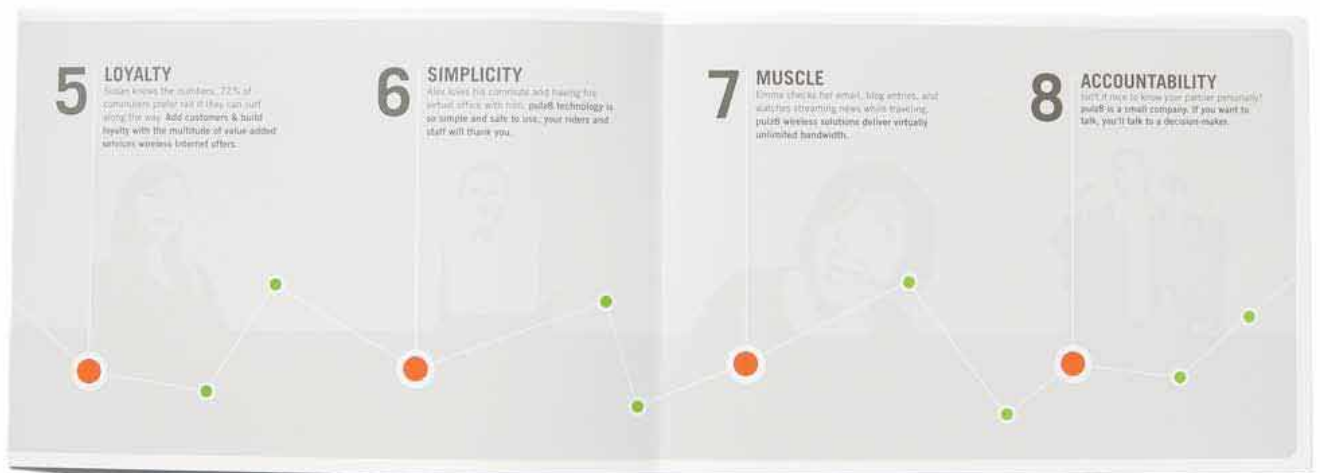 5 LOYALTY
Susan knows the numbers, 72% of
commuters prefer rail if they can surf
along the way. Add customers & build
loyalty with the multitude of value-added
services wireless Internet offers.
6 SIMPLICITY
Alex loves his commute and having his
virtual office with him. pulsß technology is
so simple and safe to use, your riders and
staff will thank you.
7 MUSCLE
Emma checks her email, blog entries, and
watches streaming news while traveling.
wireless solutions deliver virtually
unlimited bandwidth.
8 ACCOUNTABILITY
Isn't it nice to know your partner personally?
is a small company. If you want to
talk, you'll talk to a decision-maker.